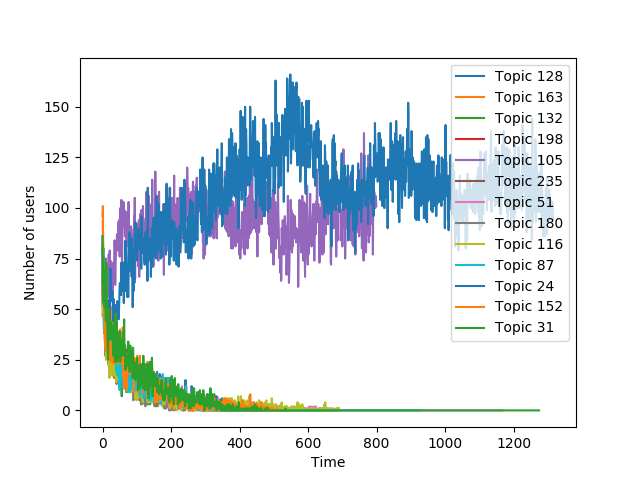 Number of users
150
125
100
75
50
25
0
0 200 400 600 800 1000 1200
Time
Topic 128
Topic 163
Topic 132
Topic 198
Topic 105
Topic 235
Topic 51
Topic 180
Topic 116
Topic 87
Topic 24
Topic 152
Topic 31